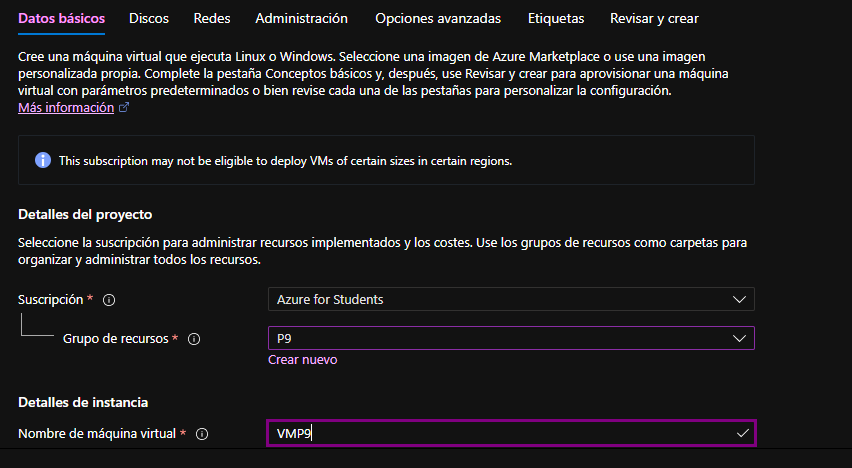 Datos básicos Discos Redes Administración Opciones avanzadas Etiquetas Revisar y crear
Cree una máquina virtual que ejecuta Linux o Windows. Seleccione una imagen de Azure Marketplace o use una imagen
personalizada propia. Complete la pestaña Conceptos básicos y, después, use Revisar y crear para aprovisionar una máquina
virtual con parámetros predeterminados o bien revise cada una de las pestañas para personalizar la configuración.
Más información
This subscription may not be eligible to deploy VMs of certain sizes in certain regions.
Detalles del proyecto
Seleccione la suscripción para administrar recursos implementados y los costes. Use los grupos de recursos como carpetas para
organizar y administrar todos los recursos.
Suscripción * Azure for Students
Grupo de recursos * P9
Crear nuevo
Detalles de instancia
Nombre de máquina virtual * VMP9